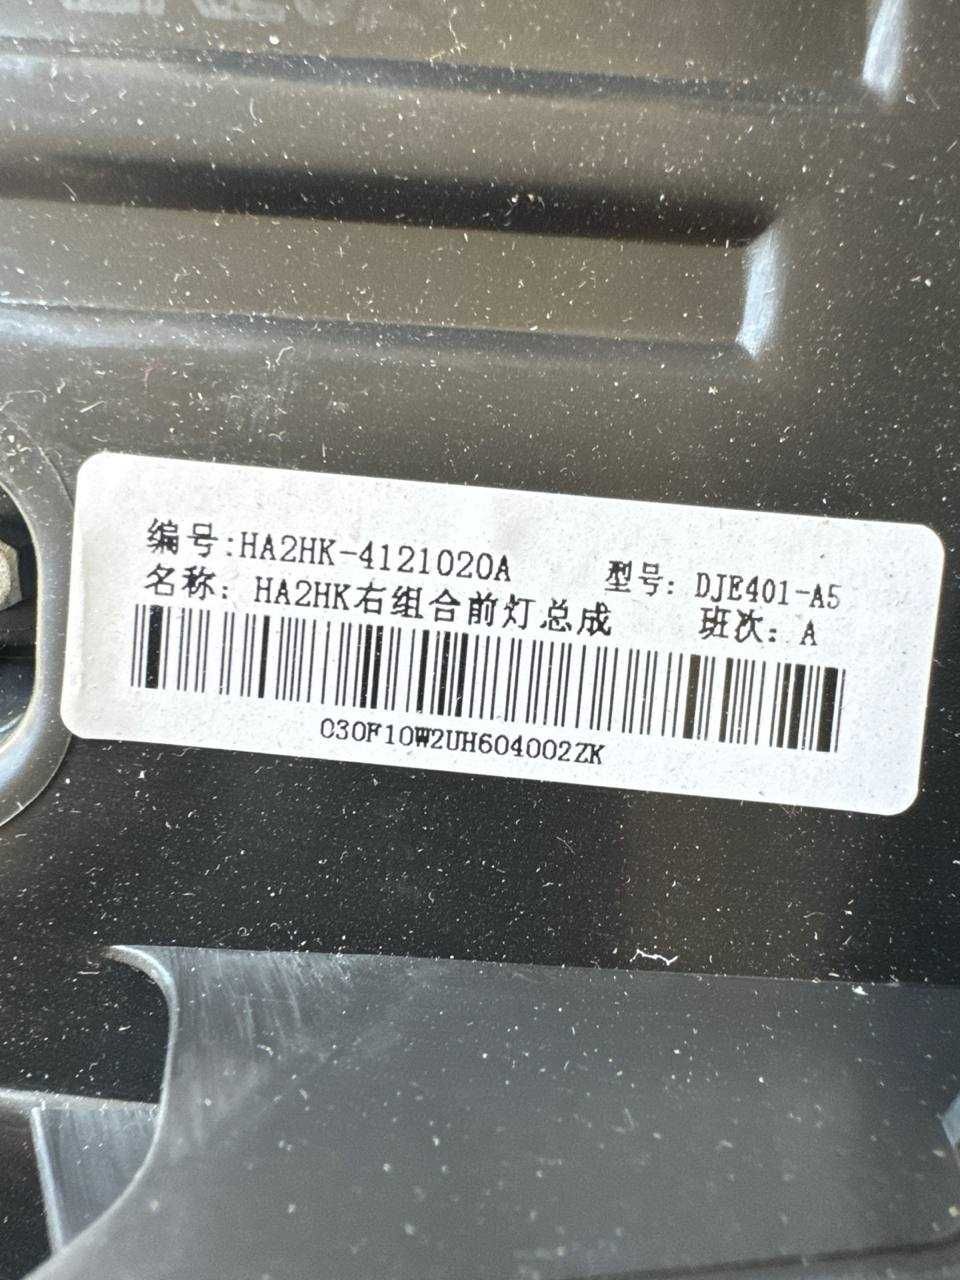 编号:HA2HK-4121020A 型号: DJE401-A5
名称: HA2HK右组合前灯总成 班次: A
030F10W2UH604002ZK